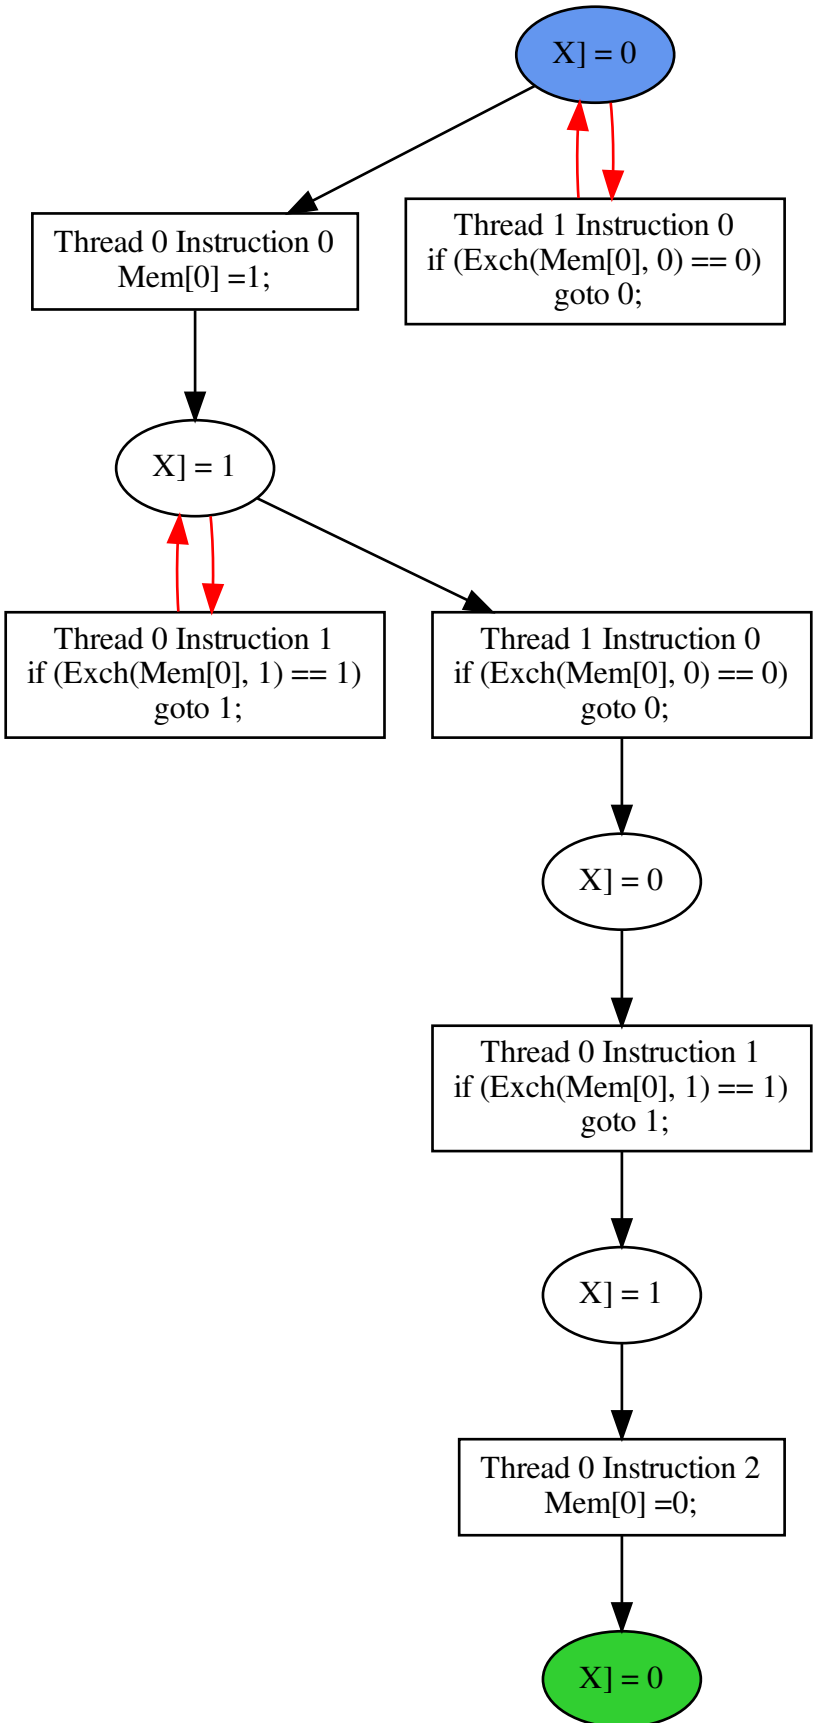 X] = 0
Thread 0 Instruction 0
Mem[0] =1;
Thread 1 Instruction 0
if (Exch(Mem[0], 0) == 0)
goto 0;
X] = 1
Thread 0 Instruction 1
if (Exch(Mem[0], 1) == 1)
goto 1;
Thread 1 Instruction 0
if (Exch(Mem[0], 0) == 0)
goto 0;
X] = 0
Thread 0 Instruction 1
if (Exch(Mem[0], 1) == 1)
goto 1;
X] = 1
Thread 0 Instruction 2
Mem[0] =0;
X] = 0